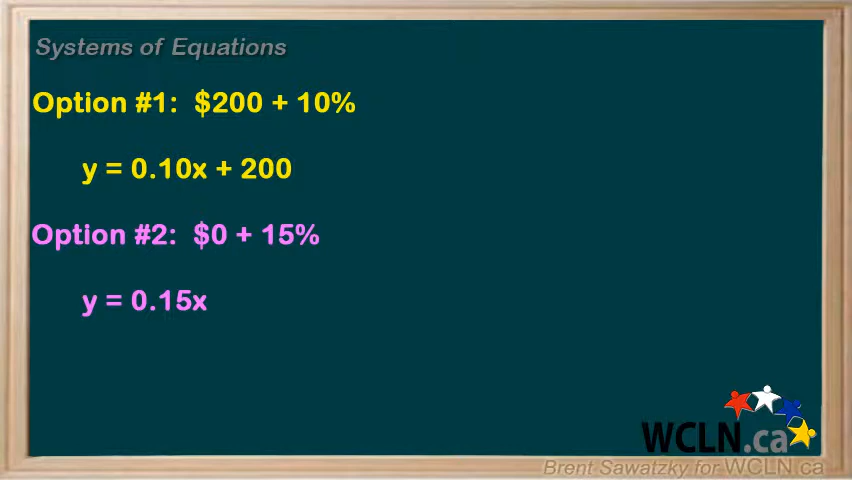 Systems of Equations
Option #1: $200 + 10%
y = 0.10x + 200
Option #2: $0 + 15%
y = 0.15x
WCLN.ca
Brent Sawatzky for WCLN.ca